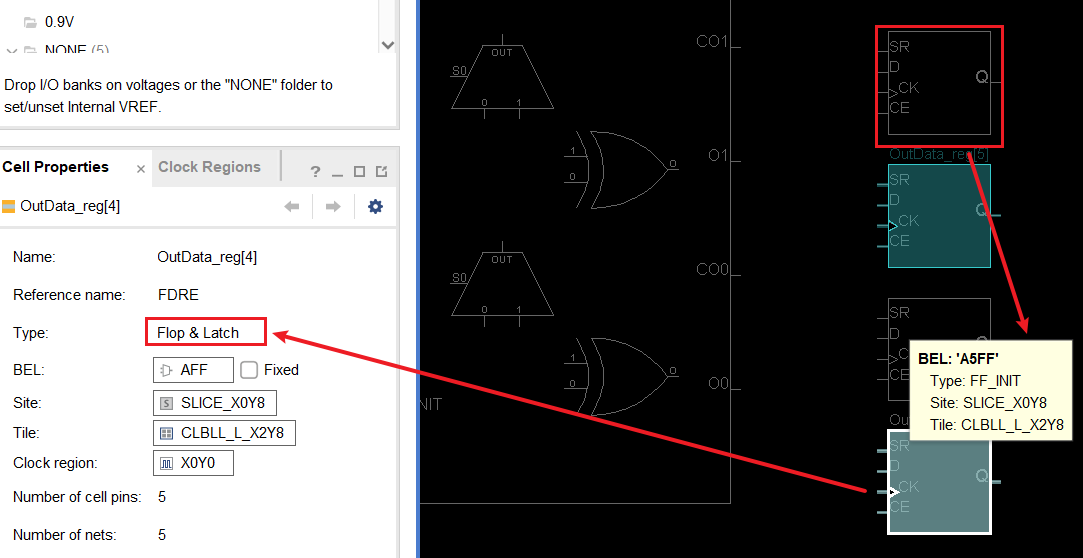 0.9V
NONE (5)
Drop I/O banks on voltages or the "NONE" folder to
set/unset Internal VREF.
Cell Properties
×
Clock Regions
?
OutData_reg[4]
Name: OutData_reg[4]
Reference name: FDRE
Type: Flop & Latch
BEL: AFF Fixed
Site: S SLICE_X0Y8
Tile: CLBLL_L_X2Y8
Clock region: X0Y0
Number of cell pins: 5
Number of nets: 5
OUT
S0
0 1
1
0
O
OUT
S0
0 1
1
0
O
NIT
CO1
O1
CO0
O0
SR
D
CK
CE
Q
OutData_reg[5]
SR
D
CK
CE
Q
SR
D
C
CE
Q
Ou
SR
D
CK
CE
Q
BEL: 'A5FF'
Type: FF_INIT
Site: SLICE_X0Y8
Tile: CLBLL_L_X2Y8